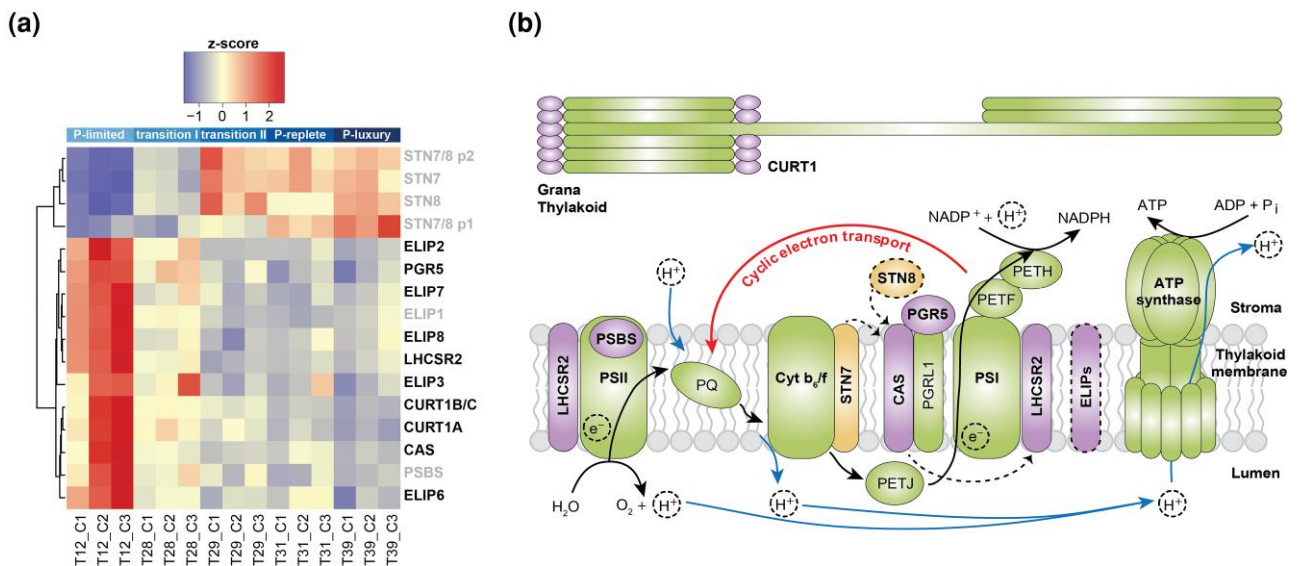 (a)
z-score
−1 0 1 2
P-limited transition I transition II P-replete P-luxury
STN7/8 p2
STN7
STN8
STN7/8 p1
ELIP2
PGR5
ELIP7
ELIP1
ELIP8
LHCSR2
ELIP3
CURT1B/C
CURT1A
CAS
PSBS
ELIP6
T12_C1
T12_C2
T12_C3
T28_C1
T28_C2
T28_C3
T29_C1
T29_C2
T29_C3
T31_C1
T31_C2
T31_C3
T39_C1
T39_C2
T39_C3
(b)
CURT1
Grana
Thylakoid
NADP⁺ + H⁺
NADPH
ATP
ADP + Pᵢ
H⁺
Cyclic electron transport
H⁺
STN8
PETH
PETF
ATP
synthase
Stroma
PGR5
PSBS
LHCSR2
PSII
PQ
Cyt b₆/f
STN7
CAS
PGRL1
PSI
LHCSR2
ELIPs
Thylakoid
membrane
e⁻
e⁻
Lumen
PETJ
H₂O
O₂ + H⁺
H⁺
H⁺